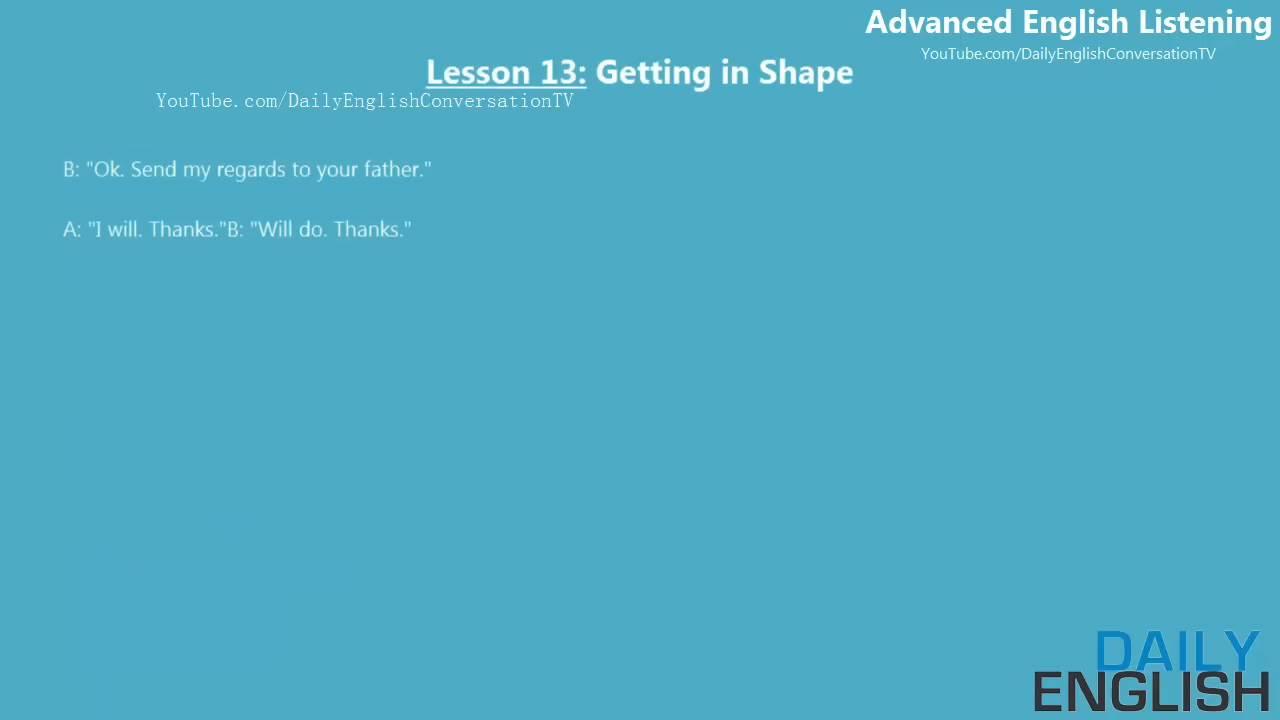 Advanced English Listening
YouTube.com/DailyEnglishConversationTV
Lesson 13: Getting in Shape
YouTube.com/DailyEnglishConversationTV
B: "Ok. Send my regards to your father."
A: "I will. Thanks."B: "Will do. Thanks."
DAILY
ENGLISH